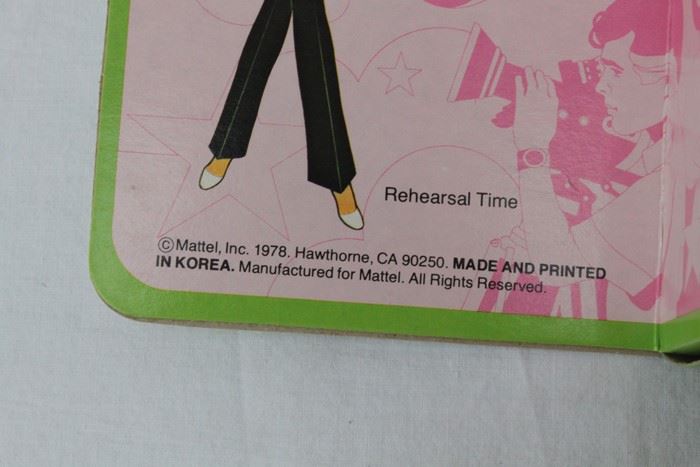 Rehearsal Time
©Mattel, Inc. 1978. Hawthorne, CA 90250. MADE AND PRINTED
IN KOREA. Manufactured for Mattel. All Rights Reserved.